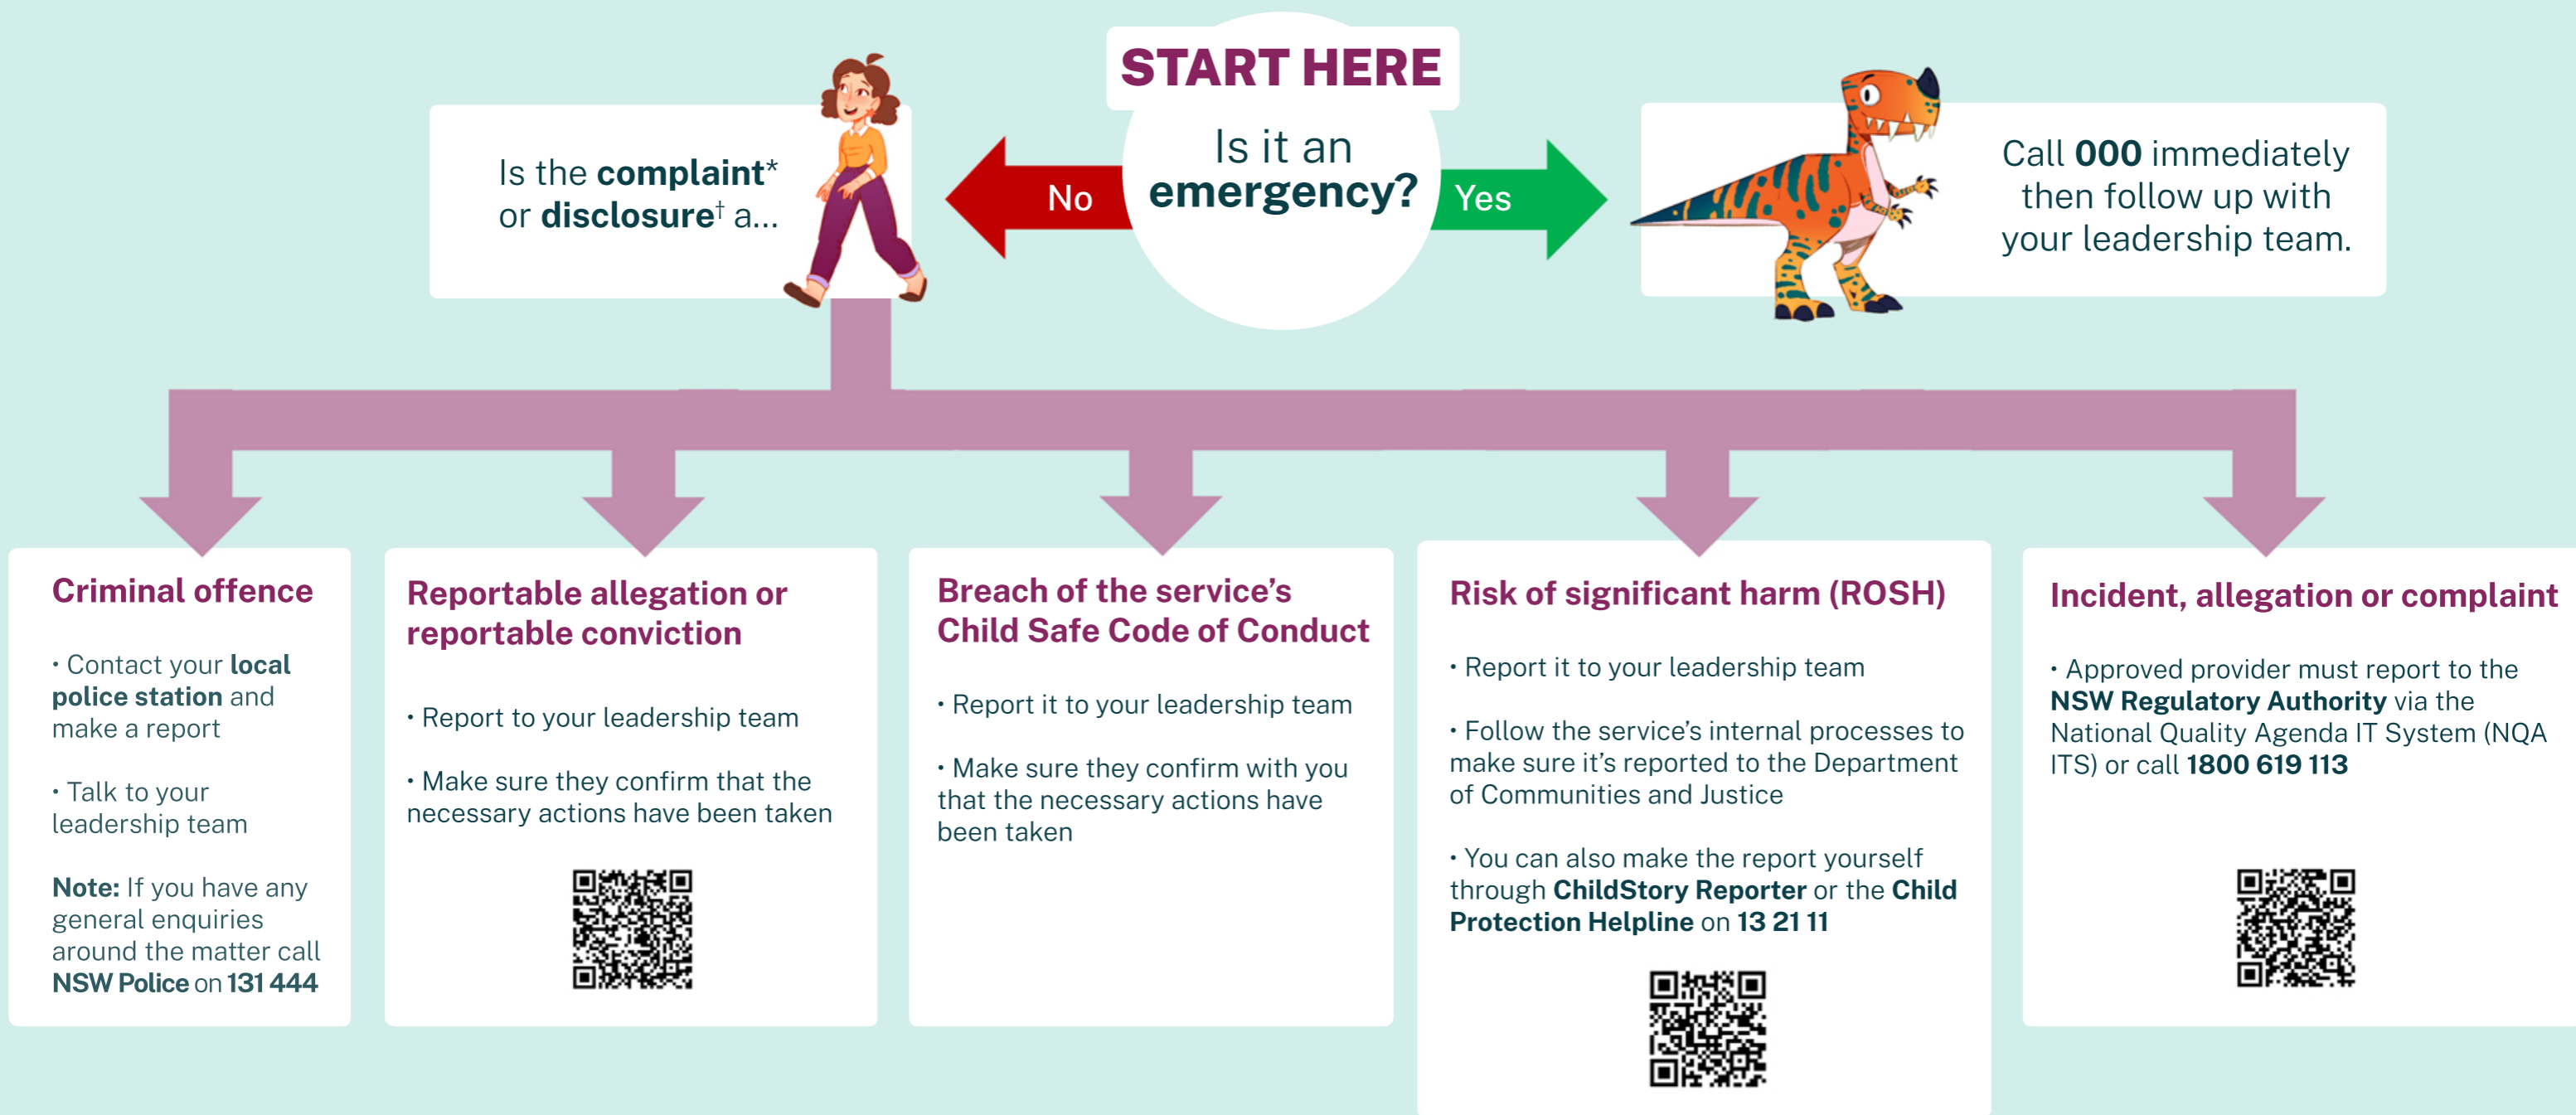 START HERE
Is it an
emergency?
No
Yes
Is the complaint*
or disclosure† a...
Call 000 immediately
then follow up with
your leadership team.
Criminal offence
• Contact your local
police station and
make a report
• Talk to your
leadership team
Note: If you have any
general enquiries
around the matter call
NSW Police on 131 444
Reportable allegation or
reportable conviction
• Report to your leadership team
• Make sure they confirm that the
necessary actions have been taken
Breach of the service's
Child Safe Code of Conduct
• Report it to your leadership team
• Make sure they confirm with you
that the necessary actions have
been taken
Risk of significant harm (ROSH)
• Report it to your leadership team
• Follow the service's internal processes to
make sure it's reported to the Department
of Communities and Justice
• You can also make the report yourself
through ChildStory Reporter or the Child
Protection Helpline on 13 21 11
Incident, allegation or complaint
• Approved provider must report to the
NSW Regulatory Authority via the
National Quality Agenda IT System (NQA
ITS) or call 1800 619 113